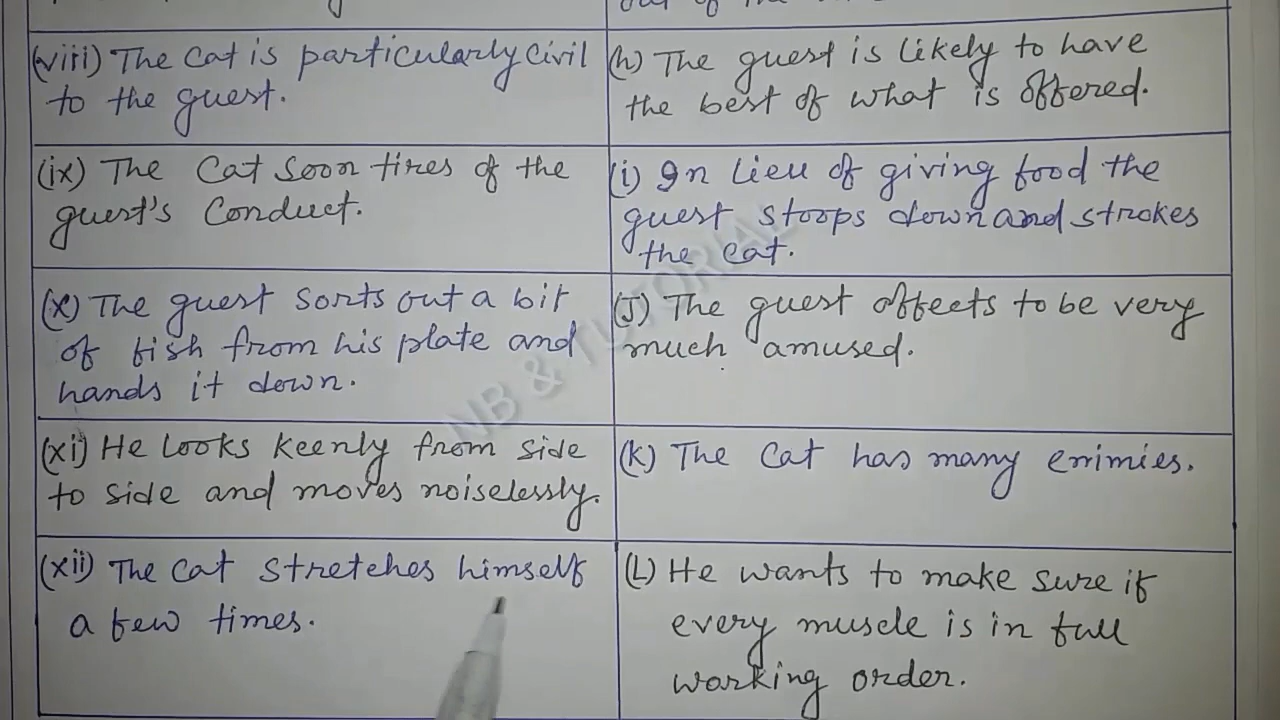 (viii) The cat is particularly civil
to the guest.
(h) The guest is likely to have
the best of what is offered.
(ix) The Cat soon tires of the
guest's Conduct.
(i) In lieu of giving food the
guest stoops down and strokes
the cat.
(x) The guest sorts out a bit
of fish from his plate and
hands it down.
(J) The guest affects to be very
much amused.
(xi) He looks keenly from side
to side and moves noiselessly.
(K) The Cat has many enimies.
(xii) The cat stretches himself
a few times.
(L) He wants to make sure if
every muscle is in full
working order.
NB & TUTORIAL